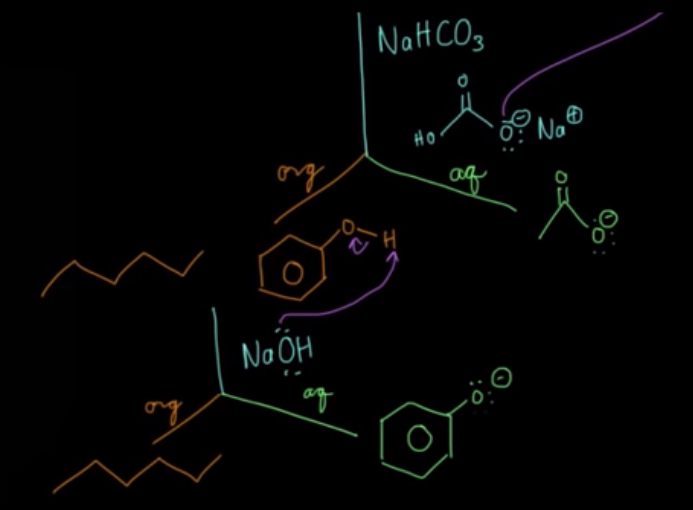 NaHCO₃
O
HO O⊖ Na⊕
org aq
O
O⊖
O H
NaOH
org aq
O⊖